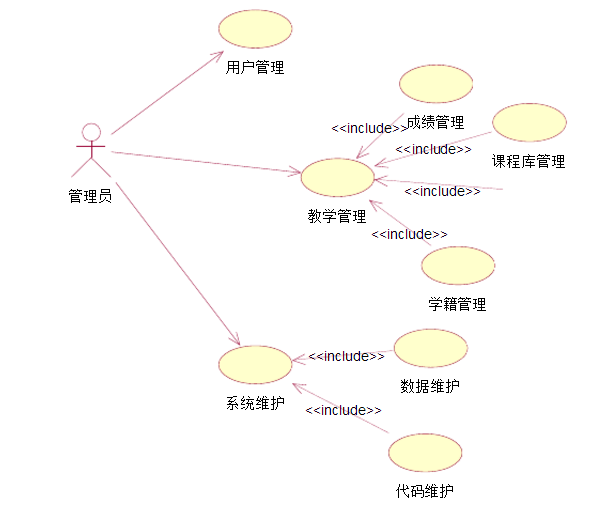 用户管理
成绩管理
<<include>>
<<include>>
课程库管理
管理员
<<include>>
教学管理
<<include>>
学籍管理
<<include>>
数据维护
系统维护
<<include>>
代码维护